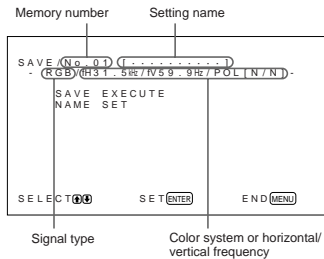 Memory number Setting name
SAVE/No.01 [ . . . . . . . . . . ]
- RGB/fH31.5kHz/fV59.9Hz/POL[N/N]-
SAVE EXECUTE
NAME SET
SELECT SET ENTER END MENU
Signal type Color system or horizontal/
vertical frequency